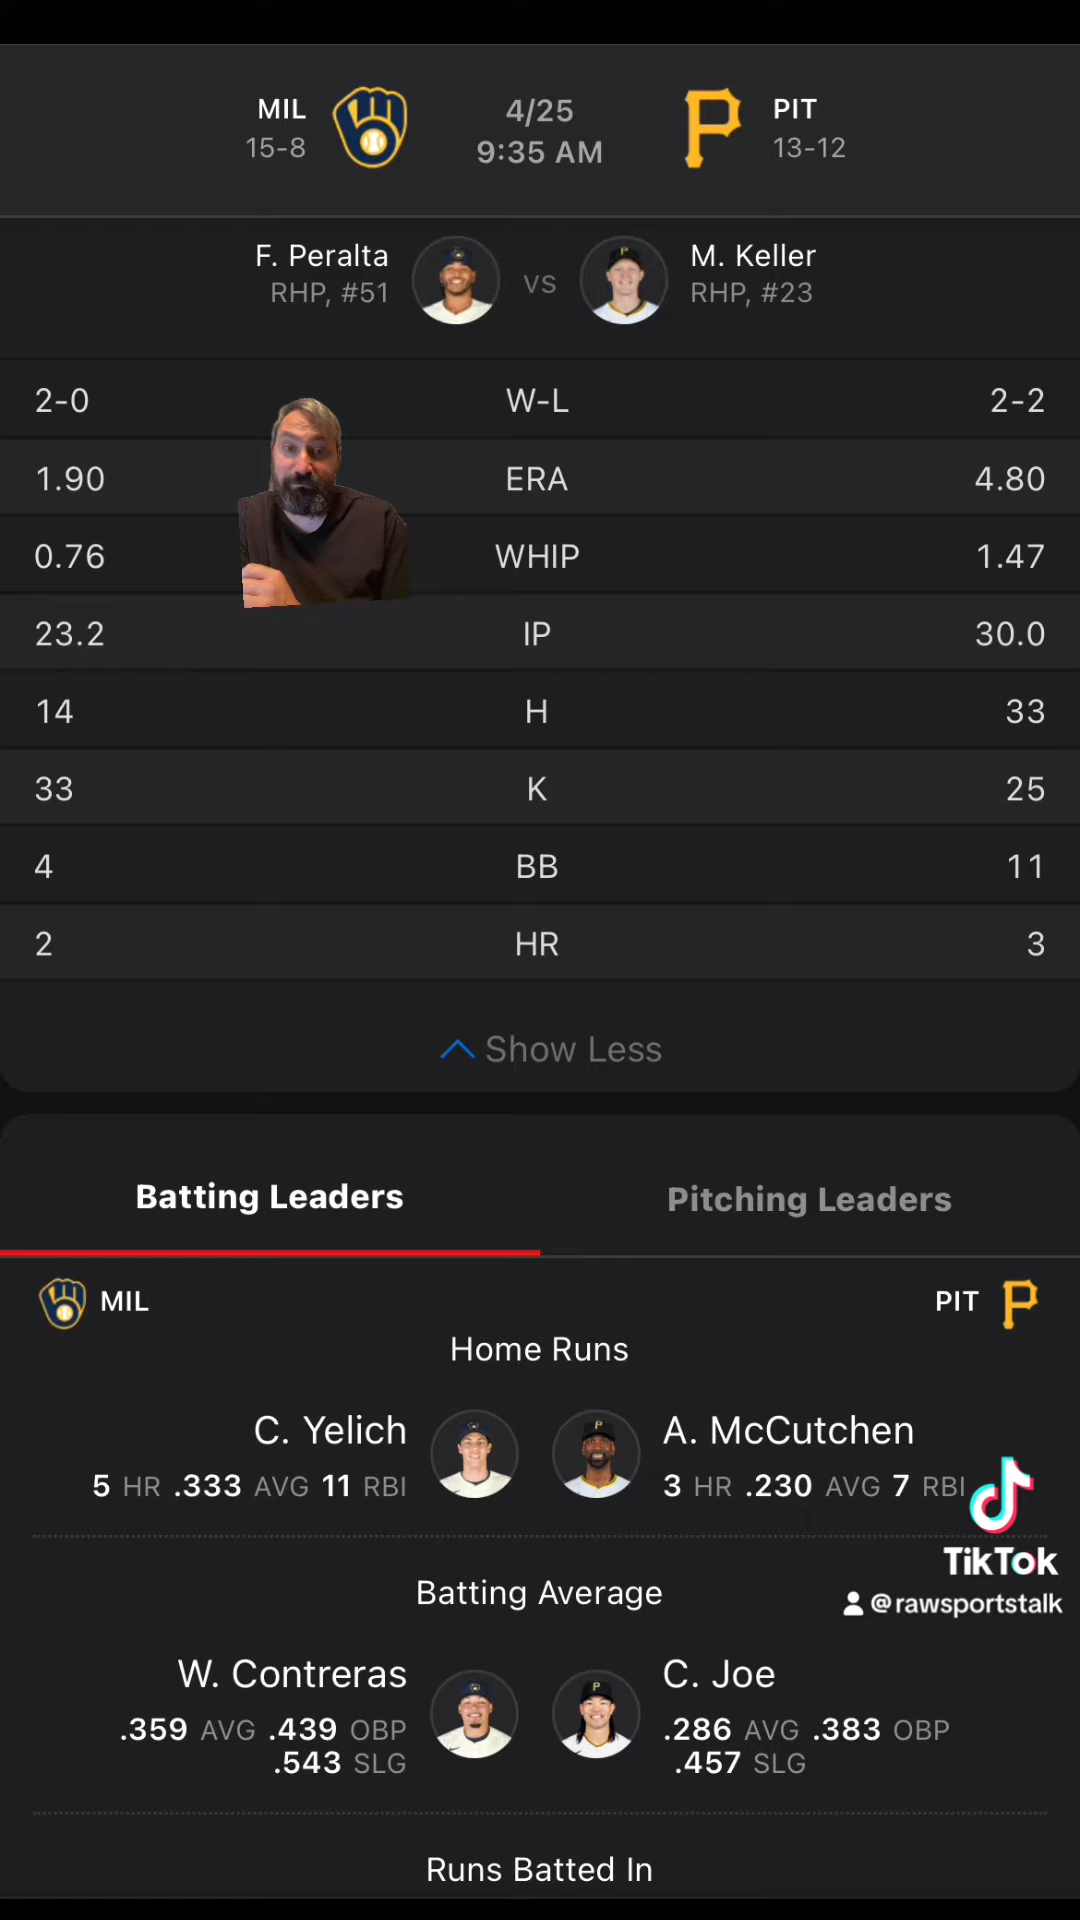 MIL
15-8
4/25
9:35 AM
PIT
13-12
F. Peralta
RHP, #51
vs
M. Keller
RHP, #23
2-0 W-L 2-2
1.90 ERA 4.80
0.76 WHIP 1.47
23.2 IP 30.0
14 H 33
33 K 25
4 BB 11
2 HR 3
Show Less
Batting Leaders
Pitching Leaders
MIL
PIT
Home Runs
C. Yelich
5 HR .333 AVG 11 RBI
A. McCutchen
3 HR .230 AVG 7 RBI
TikTok
@rawsportstalk
Batting Average
W. Contreras
.359 AVG .439 OBP
.543 SLG
C. Joe
.286 AVG .383 OBP
.457 SLG
Runs Batted In